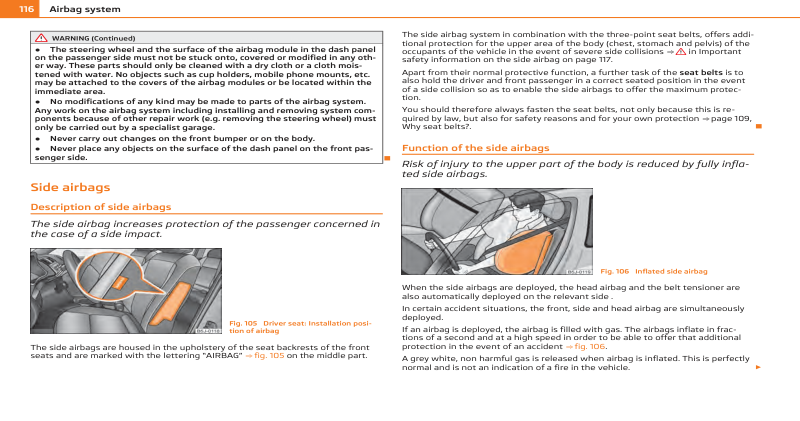 116 Airbag system
WARNING (Continued)
● The steering wheel and the surface of the airbag module in the dash panel
on the passenger side must not be stuck onto, covered or modified in any oth-
er way. These parts should only be cleaned with a dry cloth or a cloth mois-
tened with water. No objects such as cup holders, mobile phone mounts, etc.
may be attached to the covers of the airbag modules or be located within the
immediate area.
● No modifications of any kind may be made to parts of the airbag system.
Any work on the airbag system including installing and removing system com-
ponents because of other repair work (e.g. removing the steering wheel) must
only be carried out by a specialist garage.
● Never carry out changes on the front bumper or on the body.
● Never place any objects on the surface of the dash panel on the front pas-
senger side.
Side airbags
Description of side airbags
The side airbag increases protection of the passenger concerned in
the case of a side impact.
B5J-0118
Fig. 105 Driver seat: Installation posi-
tion of airbag
The side airbags are housed in the upholstery of the seat backrests of the front
seats and are marked with the lettering "AIRBAG" ⇒ fig. 105 on the middle part.
The side airbag system in combination with the three-point seat belts, offers addi-
tional protection for the upper area of the body (chest, stomach and pelvis) of the
occupants of the vehicle in the event of severe side collisions ⇒ in Important
safety information on the side airbag on page 117.
Apart from their normal protective function, a further task of the seat belts is to
also hold the driver and front passenger in a correct seated position in the event
of a side collision so as to enable the side airbags to offer the maximum protec-
tion.
You should therefore always fasten the seat belts, not only because this is re-
quired by law, but also for safety reasons and for your own protection ⇒ page 109,
Why seat belts?.
Function of the side airbags
Risk of injury to the upper part of the body is reduced by fully infla-
ted side airbags.
B5J-0119
Fig. 106 Inflated side airbag
When the side airbags are deployed, the head airbag and the belt tensioner are
also automatically deployed on the relevant side .
In certain accident situations, the front, side and head airbag are simultaneously
deployed.
If an airbag is deployed, the airbag is filled with gas. The airbags inflate in frac-
tions of a second and at a high speed in order to be able to offer that additional
protection in the event of an accident ⇒ fig. 106.
A grey white, non harmful gas is released when airbag is inflated. This is perfectly
normal and is not an indication of a fire in the vehicle.